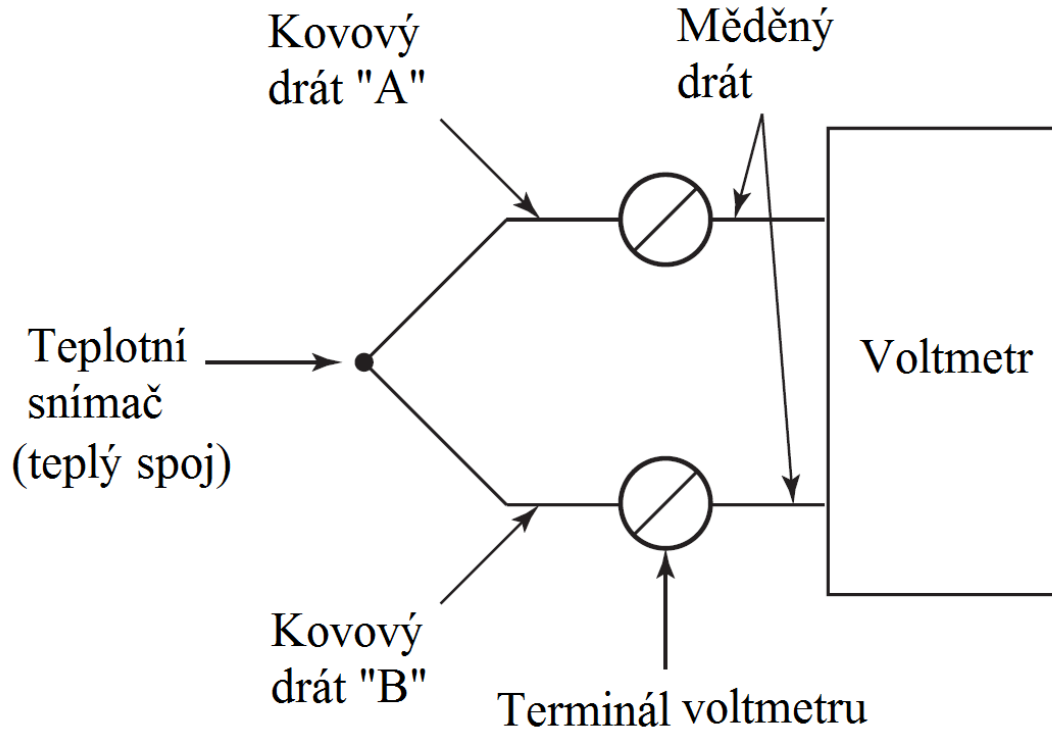 Kovový
drát "A"
Měděný
drát
Teplotní
snímač
(teplý spoj)
Voltmetr
Kovový
drát "B"
Terminál voltmetru